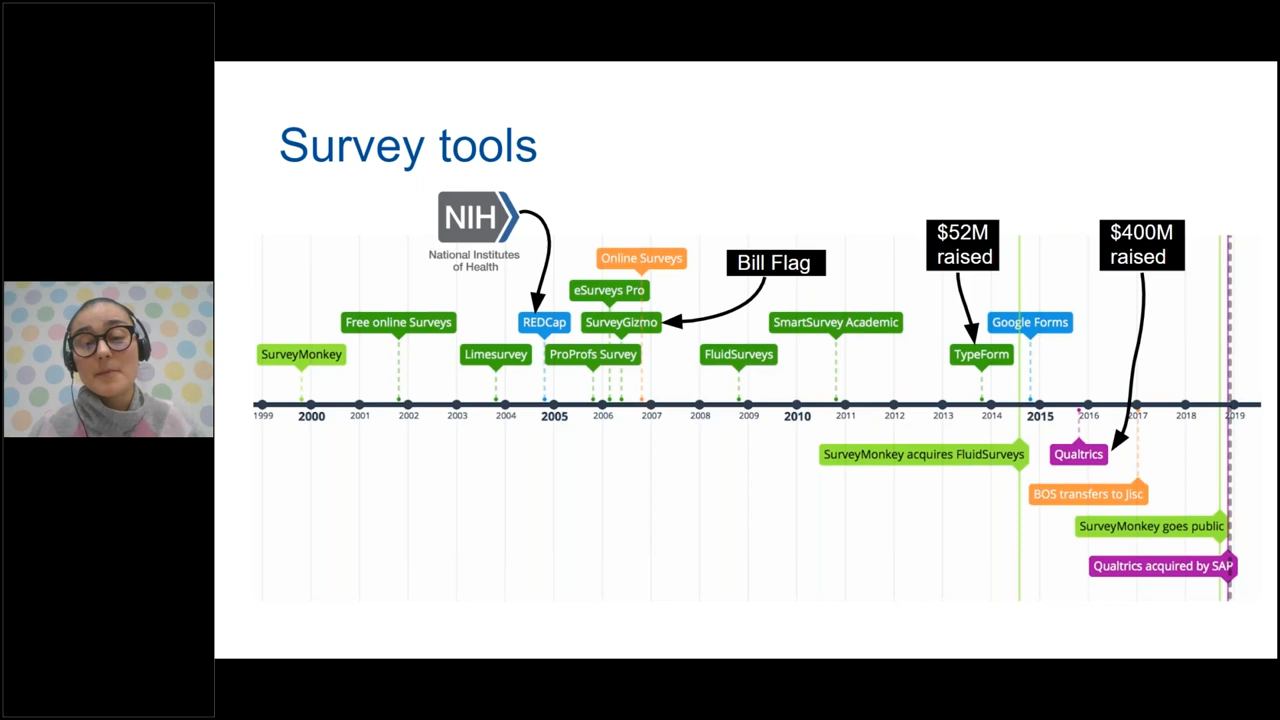 Survey tools
NIH
National Institutes
of Health
$52M
raised
$400M
raised
Online Surveys
Bill Flag
eSurveys Pro
Free online Surveys
REDCap
SurveyGizmo
SmartSurvey Academic
Google Forms
SurveyMonkey
Limesurvey
ProProfs Survey
FluidSurveys
TypeForm
1999 2000 2001 2002 2003 2004 2005 2006 2007 2008 2009 2010 2011 2012 2013 2014 2015 2016 2017 2018 2019
SurveyMonkey acquires FluidSurveys
Qualtrics
BOS transfers to Jisc
SurveyMonkey goes public
Qualtrics acquired by SAP